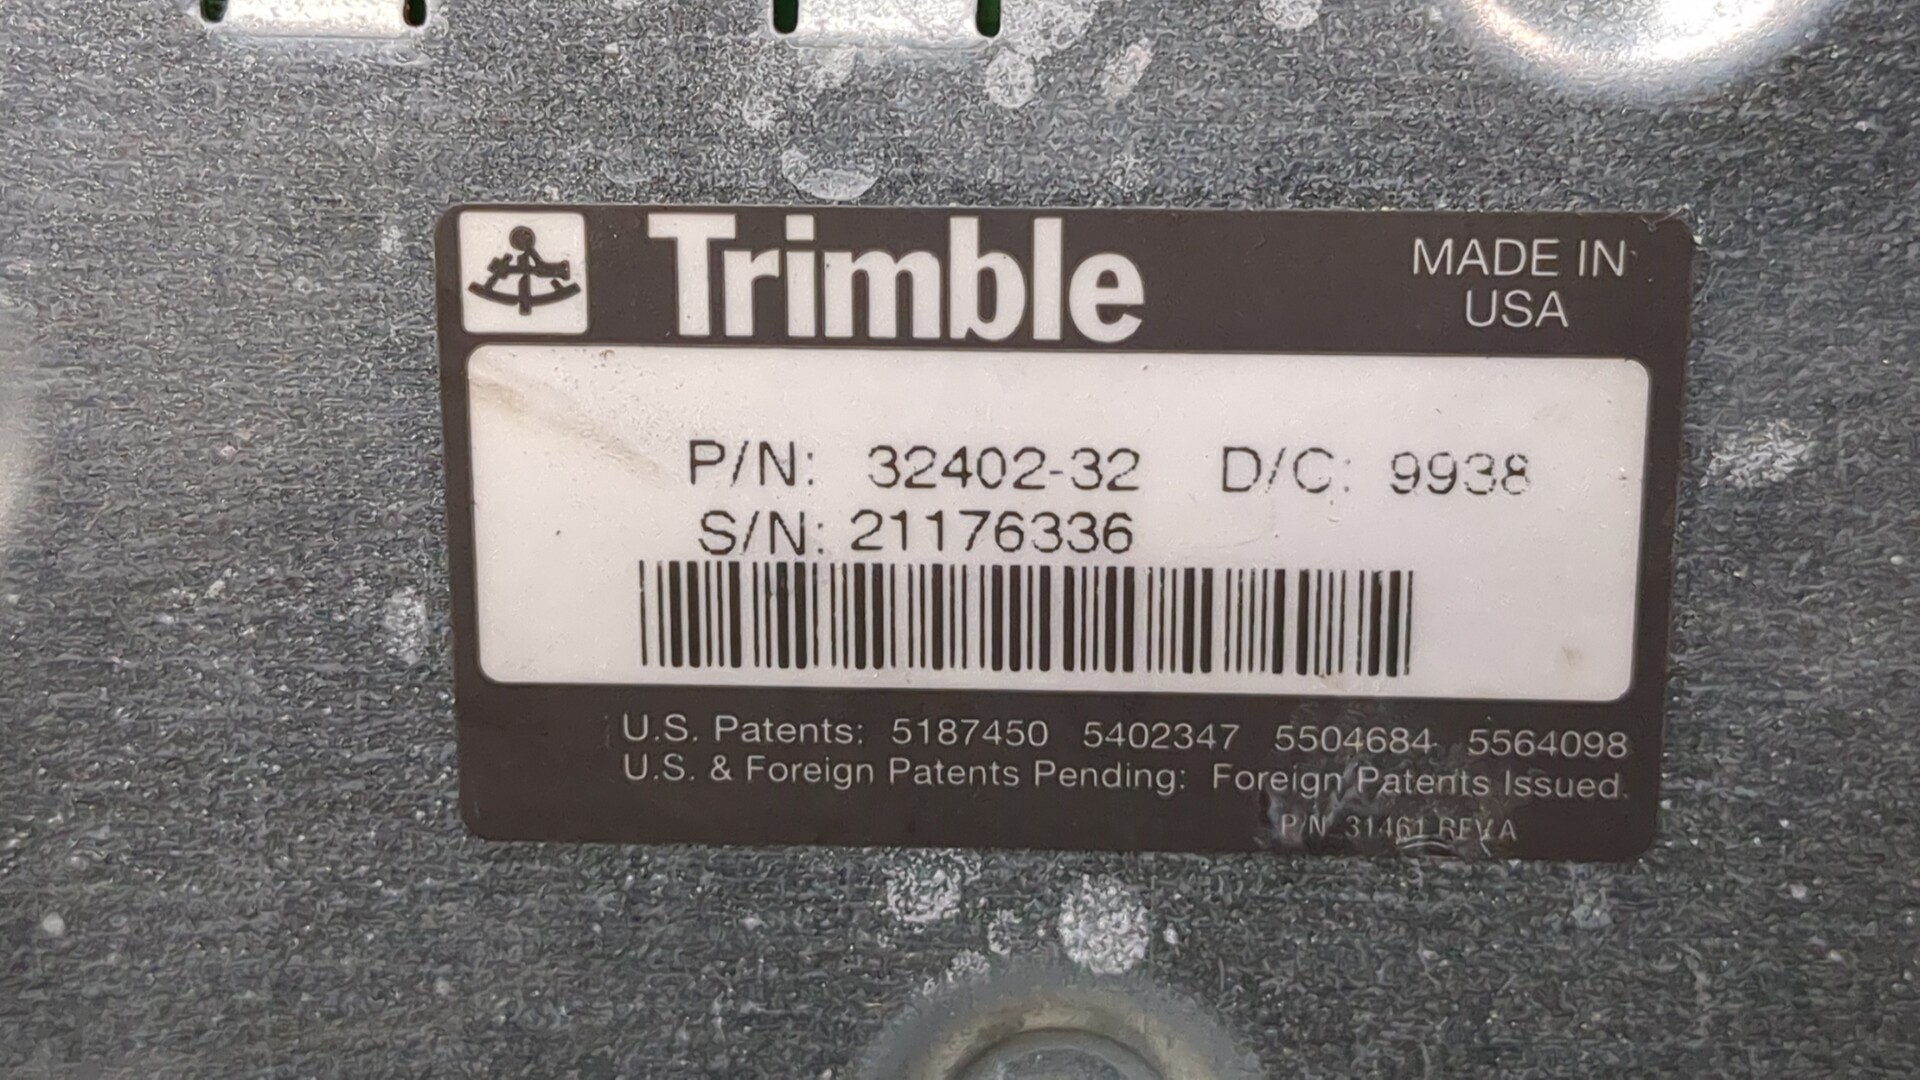 Trimble
MADE IN
USA
P/N: 32402-32 D/C: 9938
S/N: 21176336
U.S. Patents: 5187450 5402347 5504684 5564098
U.S. & Foreign Patents Pending: Foreign Patents Issued.
P/N 31461 REV.A